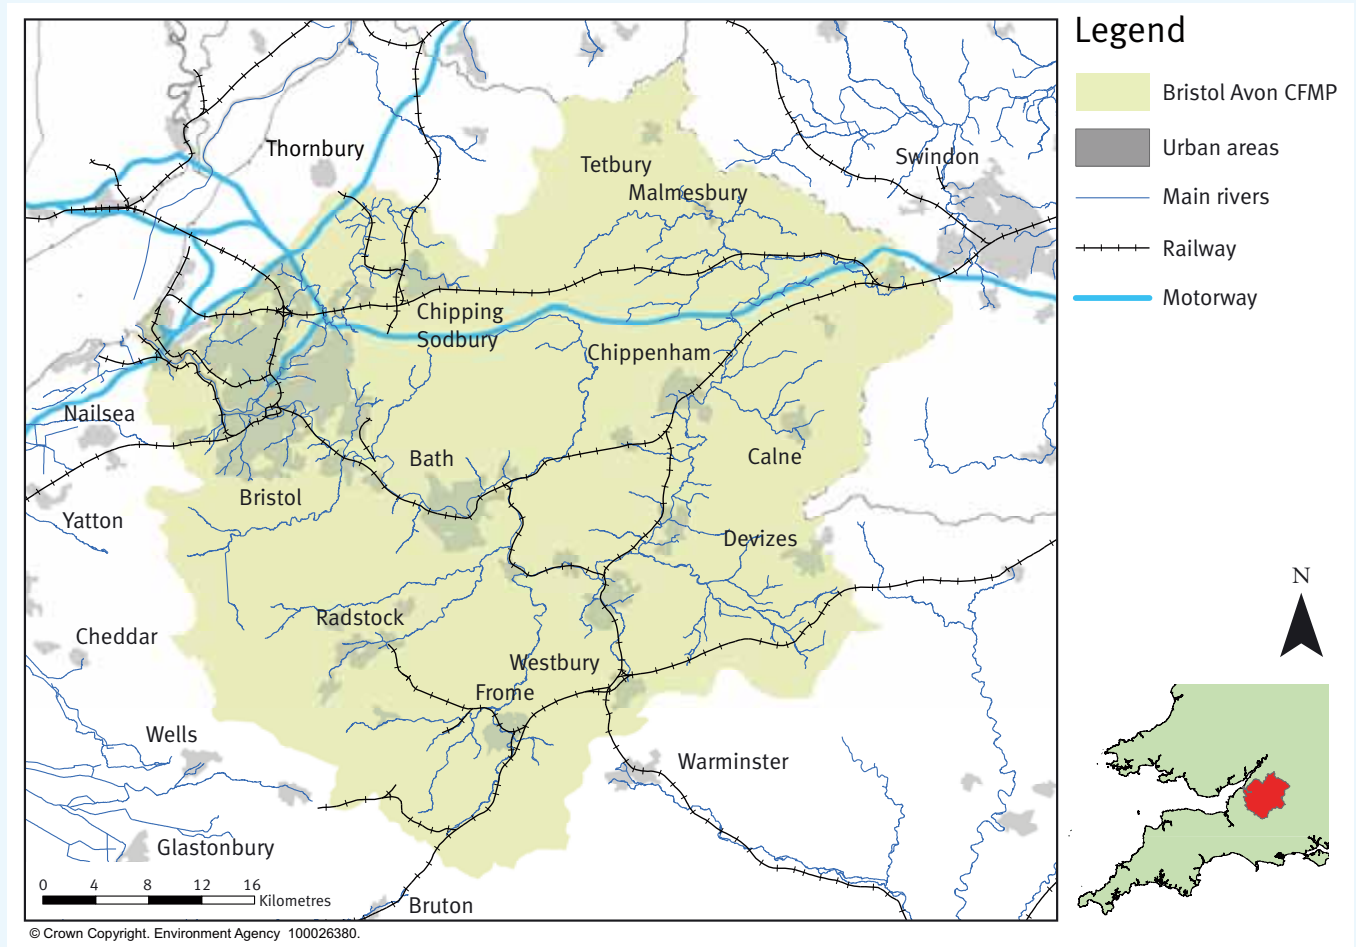 Legend
Bristol Avon CFMP
Urban areas
Main rivers
Railway
Motorway
Thornbury
Tetbury
Malmesbury
Swindon
Chipping
Sodbury
Chippenham
Nailsea
Bath
Calne
Bristol
Yatton
Devizes
Radstock
Cheddar
Westbury
Frome
Wells
Warminster
Glastonbury
Bruton
0 4 8 12 16
Kilometres
N
© Crown Copyright. Environment Agency 100026380.